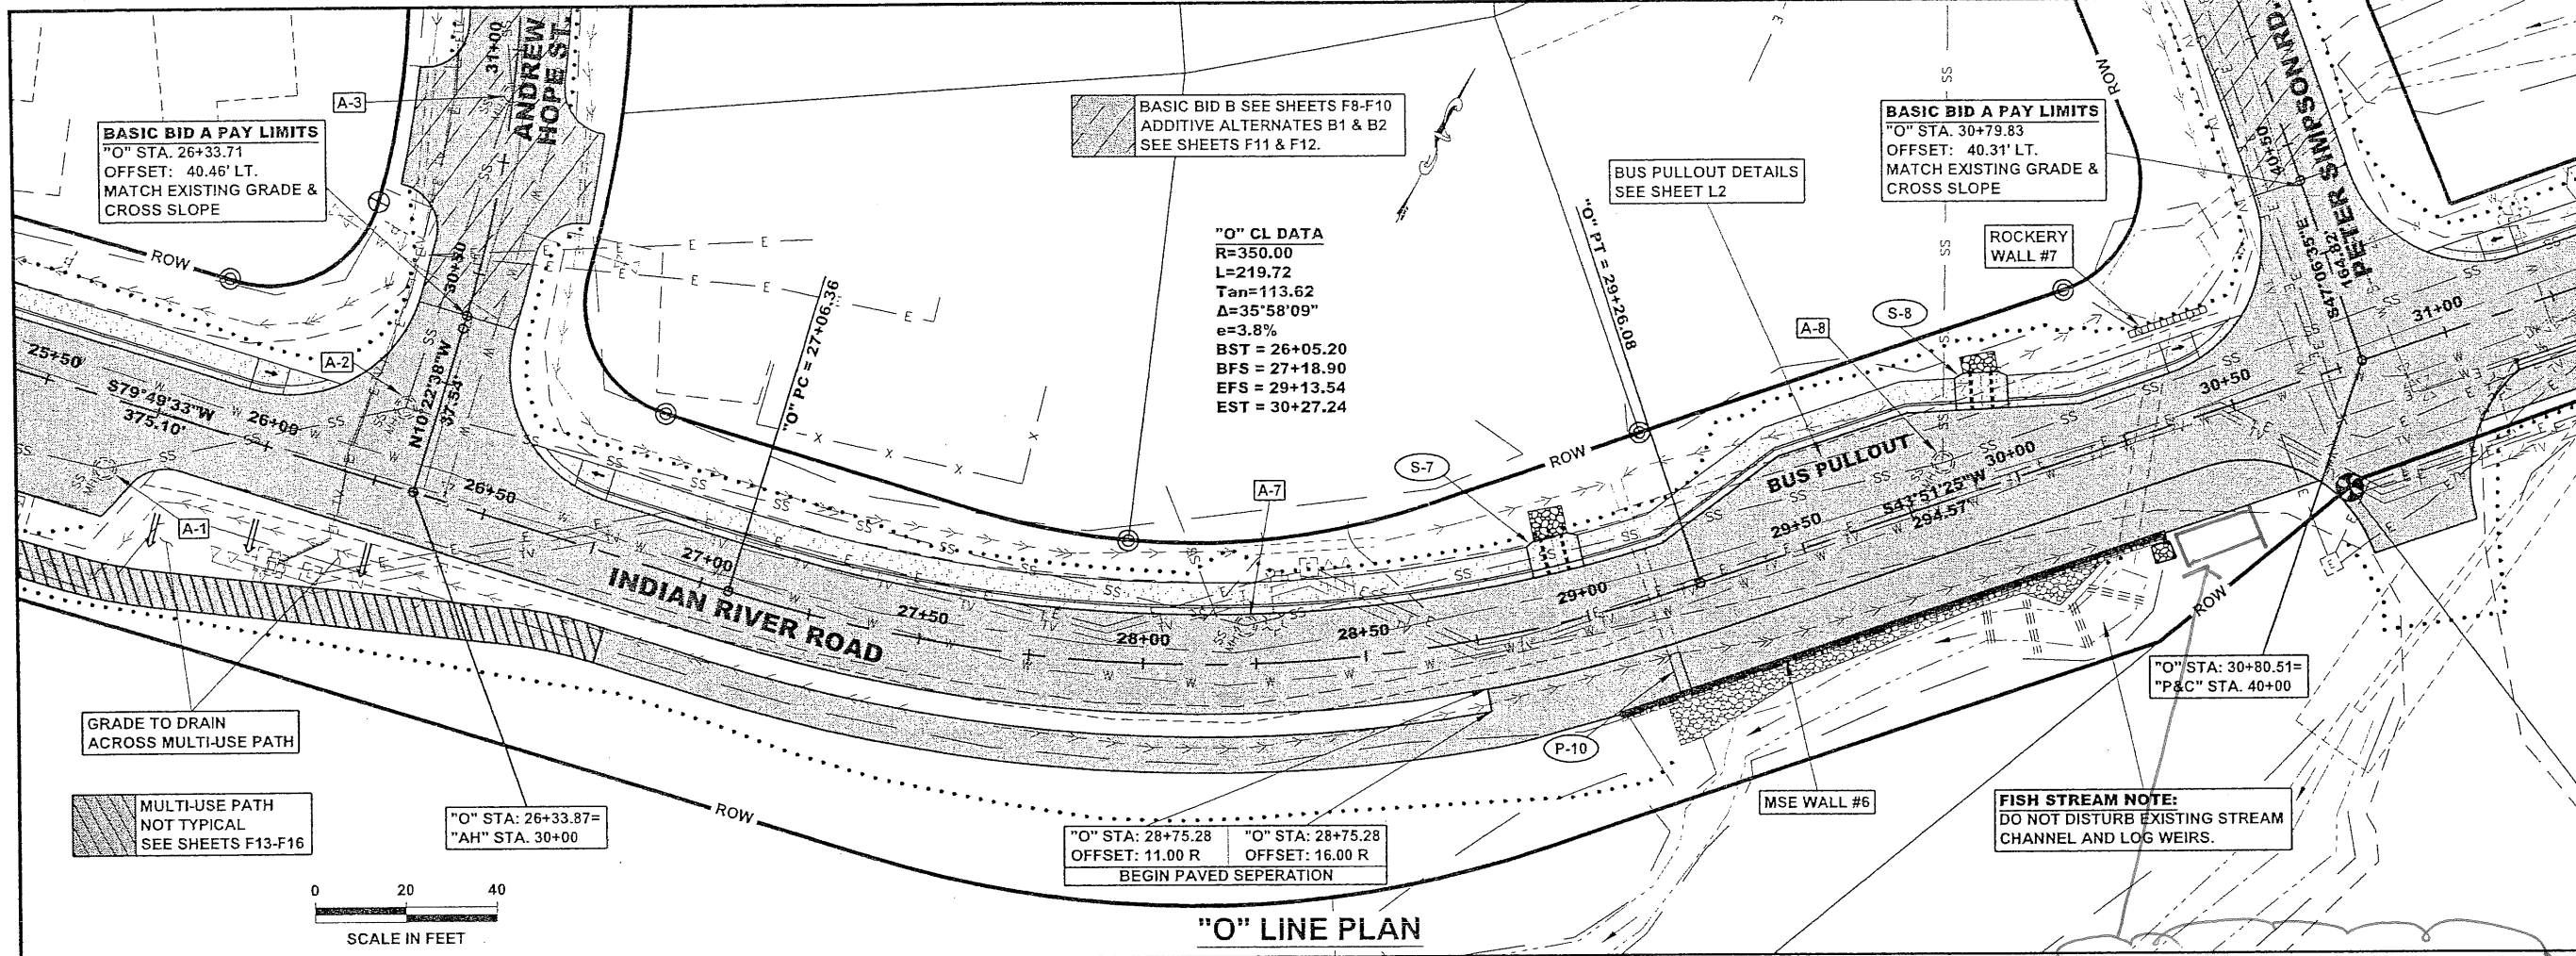 ANDREW
HOPE ST.
31+00
A-3
BASIC BID A PAY LIMITS
"O" STA. 26+33.71
OFFSET: 40.46' LT.
MATCH EXISTING GRADE &
CROSS SLOPE
BASIC BID B SEE SHEETS F8-F10
ADDITIVE ALTERNATES B1 & B2
SEE SHEETS F11 & F12.
BUS PULLOUT DETAILS
SEE SHEET L2
BASIC BID A PAY LIMITS
"O" STA. 30+79.83
OFFSET: 40.31' LT.
MATCH EXISTING GRADE &
CROSS SLOPE
ROW
PETER SIMPSON RD.
40+50
S47°06'35"E
164.82'
ROCKERY
WALL #7
ROW
30+50
"O" CL DATA
R=350.00
L=219.72
Tan=113.62
Δ=35°58'09"
e=3.8%
BST = 26+05.20
BFS = 27+18.90
EFS = 29+13.54
EST = 30+27.24
"O" PC = 27+06.36
"O" PT = 29+26.08
S-8
A-8
31+00
25+50
A-2
N10°22'38"W
37.54'
S79°49'33"W
375.10'
26+00
30+50
26+50
ROW
S-7
A-7
BUS PULLOUT
30+00
S43°51'25"W
294.57'
29+50
A-1
27+00
INDIAN RIVER ROAD
27+50
28+00
28+50
29+00
ROW
GRADE TO DRAIN
ACROSS MULTI-USE PATH
P-10
"O" STA: 30+80.51=
"P&C" STA. 40+00
MULTI-USE PATH
NOT TYPICAL
SEE SHEETS F13-F16
"O" STA: 26+33.87=
"AH" STA. 30+00
ROW
"O" STA: 28+75.28
OFFSET: 11.00 R
"O" STA: 28+75.28
OFFSET: 16.00 R
BEGIN PAVED SEPERATION
MSE WALL #6
FISH STREAM NOTE:
DO NOT DISTURB EXISTING STREAM
CHANNEL AND LOG WEIRS.
0 20 40
SCALE IN FEET
"O" LINE PLAN